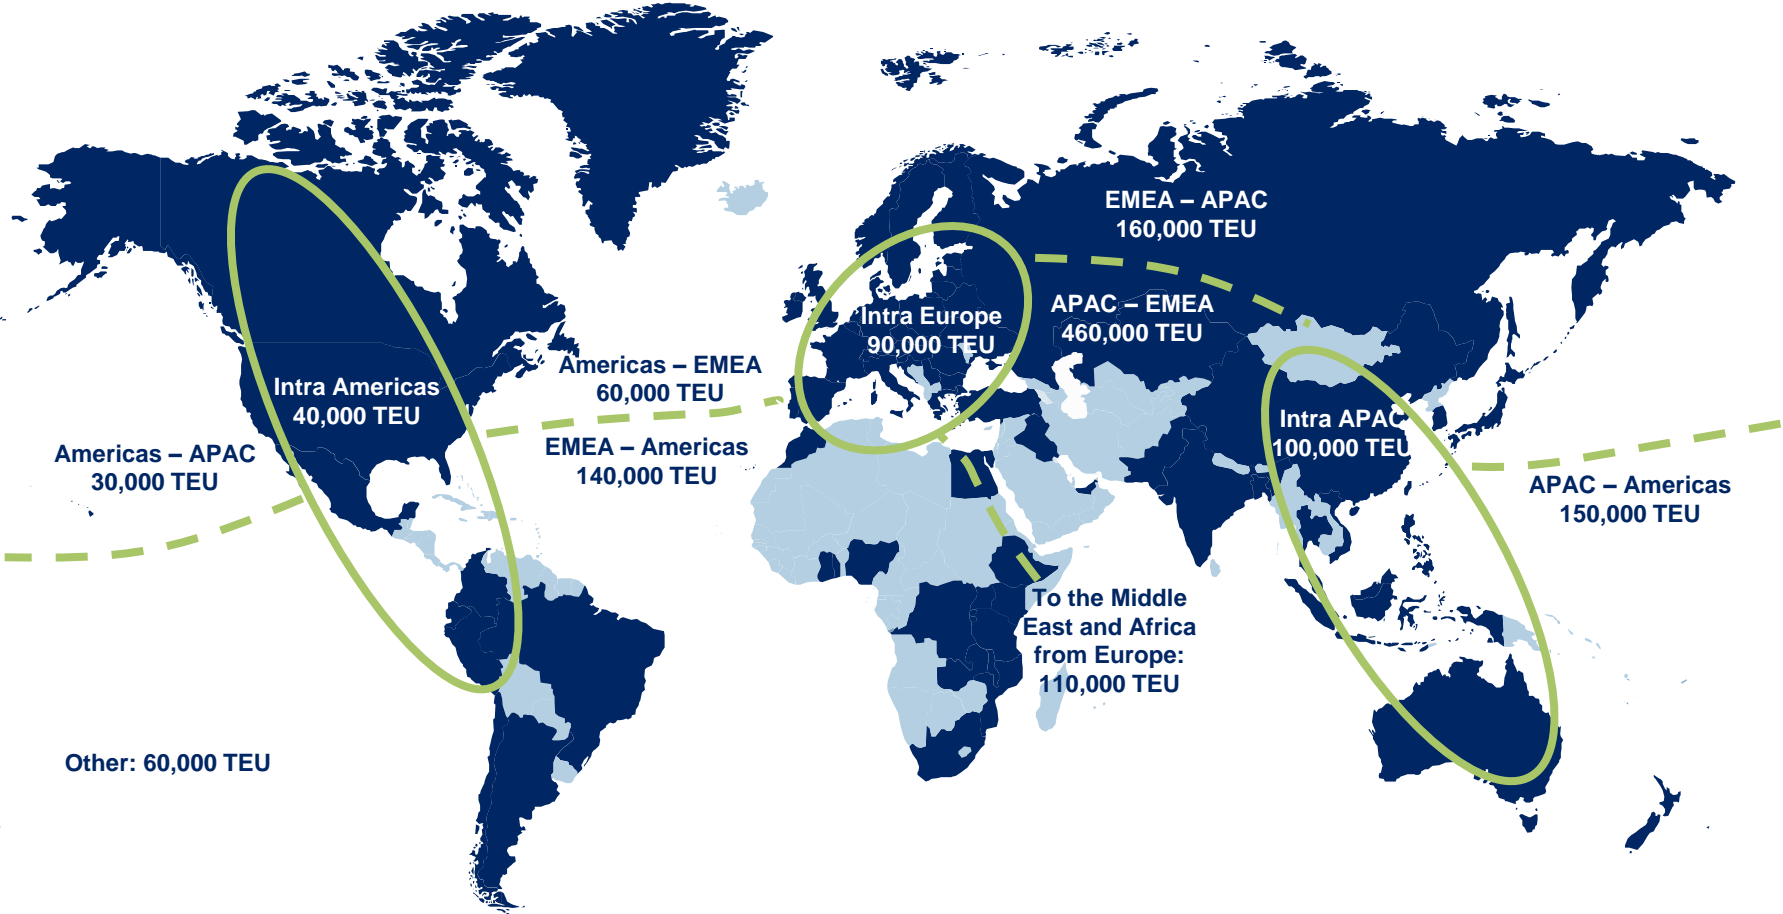 EMEA – APAC
160,000 TEU
APAC – EMEA
460,000 TEU
Intra Europe
90,000 TEU
Americas – EMEA
60,000 TEU
Intra Americas
40,000 TEU
Intra APAC
100,000 TEU
Americas – APAC
30,000 TEU
EMEA – Americas
140,000 TEU
APAC – Americas
150,000 TEU
To the Middle
East and Africa
from Europe:
110,000 TEU
Other: 60,000 TEU